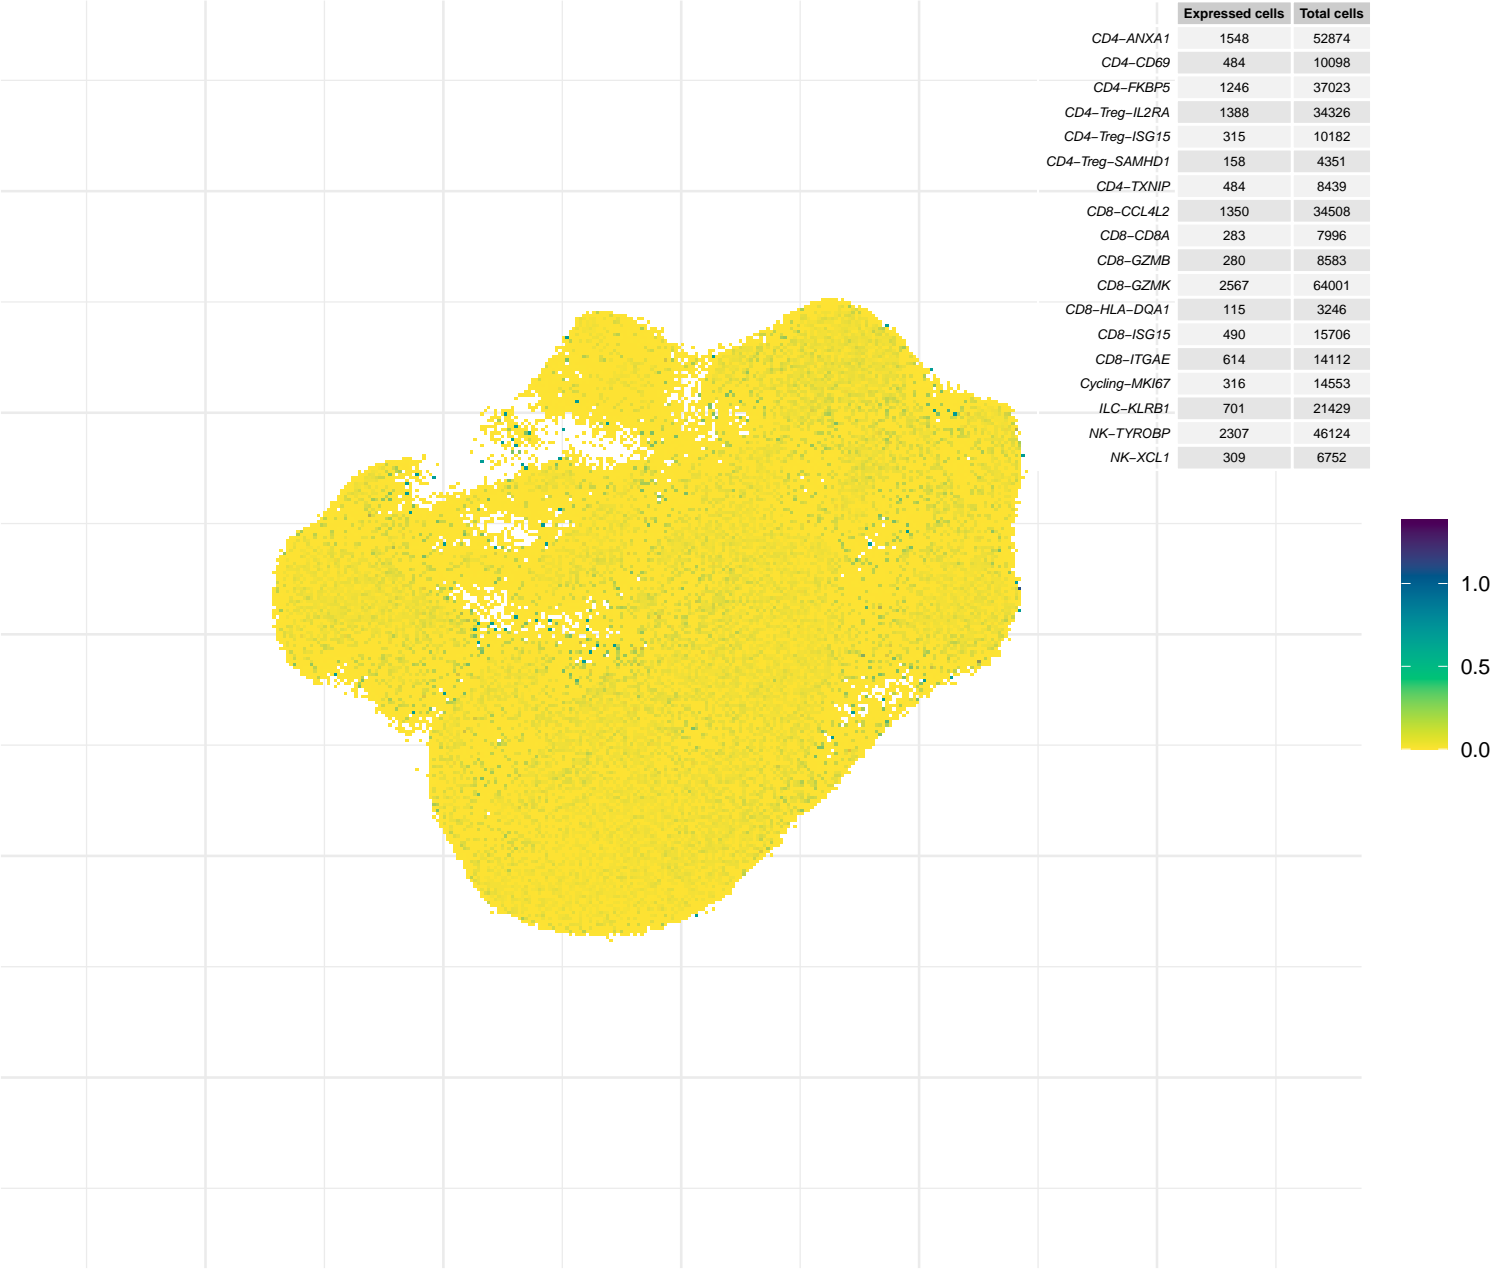 Expressed cells Total cells
CD4−ANXA1 1548 52874
CD4−CD69 484 10098
CD4−FKBP5 1246 37023
CD4−Treg−IL2RA 1388 34326
CD4−Treg−ISG15 315 10182
CD4−Treg−SAMHD1 158 4351
CD4−TXNIP 484 8439
CD8−CCL4L2 1350 34508
CD8−CD8A 283 7996
CD8−GZMB 280 8583
CD8−GZMK 2567 64001
CD8−HLA−DQA1 115 3246
CD8−ISG15 490 15706
CD8−ITGAE 614 14112
Cycling−MKI67 316 14553
ILC−KLRB1 701 21429
NK−TYROBP 2307 46124
NK−XCL1 309 6752
1.0
0.5
0.0